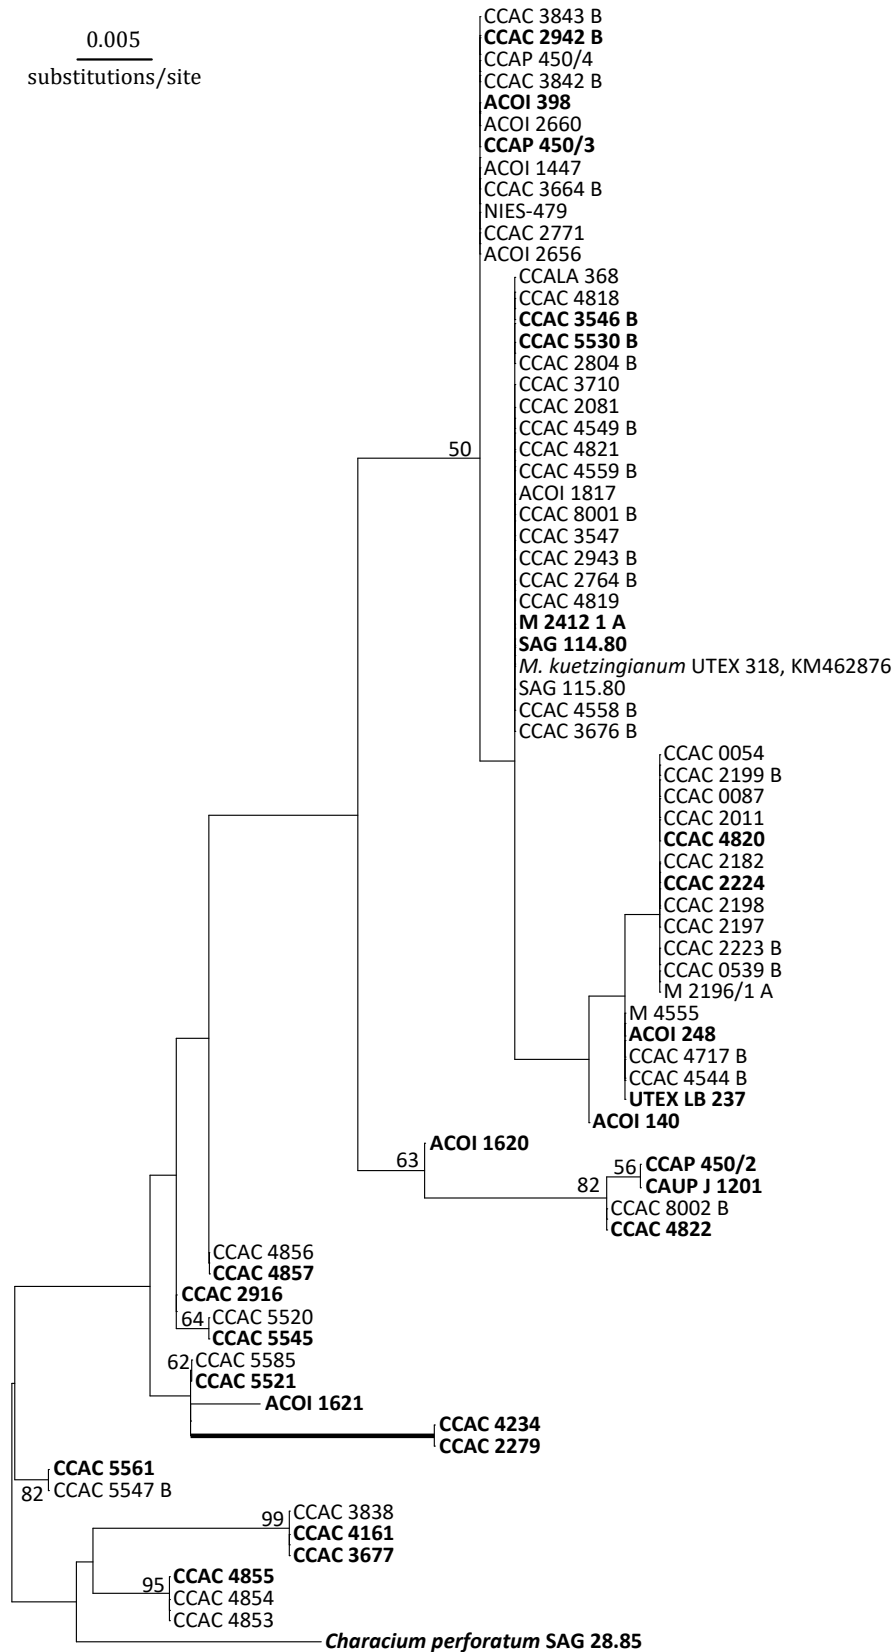 0.005
substitutions/site
CCAC 3843 B
CCAC 2942 B
CCAP 450/4
CCAC 3842 B
ACOI 398
ACOI 2660
CCAP 450/3
ACOI 1447
CCAC 3664 B
NIES-479
CCAC 2771
ACOI 2656
CCALA 368
CCAC 4818
CCAC 3546 B
CCAC 5530 B
CCAC 2804 B
CCAC 3710
CCAC 2081
CCAC 4549 B
50
CCAC 4821
CCAC 4559 B
ACOI 1817
CCAC 8001 B
CCAC 3547
CCAC 2943 B
CCAC 2764 B
CCAC 4819
M 2412 1 A
SAG 114.80
M. kuetzingianum UTEX 318, KM462876
SAG 115.80
CCAC 4558 B
CCAC 3676 B
CCAC 0054
CCAC 2199 B
CCAC 0087
CCAC 2011
CCAC 4820
CCAC 2182
CCAC 2224
CCAC 2198
CCAC 2197
CCAC 2223 B
CCAC 0539 B
M 2196/1 A
M 4555
ACOI 248
CCAC 4717 B
CCAC 4544 B
UTEX LB 237
ACOI 140
ACOI 1620
63
56
CCAP 450/2
82
CAUP J 1201
CCAC 8002 B
CCAC 4822
CCAC 4856
CCAC 4857
CCAC 2916
64
CCAC 5520
CCAC 5545
62
CCAC 5585
CCAC 5521
ACOI 1621
CCAC 4234
CCAC 2279
CCAC 5561
82
CCAC 5547 B
99
CCAC 3838
CCAC 4161
CCAC 3677
95
CCAC 4855
CCAC 4854
CCAC 4853
Characium perforatum SAG 28.85